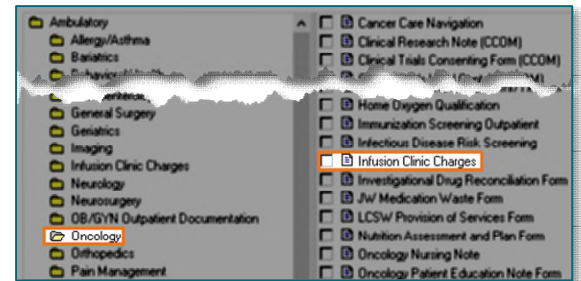 Ambulatory
Allergy/Asthma
Bariatrics
Behavioral Health
General Surgery
Geriatrics
Imaging
Infusion Clinic Charges
Neurology
Neurosurgery
OB/GYN Outpatient Documentation
Oncology
Orthopedics
Pain Management
Cancer Care Navigation
Clinical Research Note (CCOM)
Clinical Trials Consenting Form (CCOM)
Home Oxygen Qualification
Immunization Screening Outpatient
Infectious Disease Risk Screening
Infusion Clinic Charges
Investigational Drug Reconciliation Form
JW Medication Waste Form
LCSW Provision of Services Form
Nutrition Assessment and Plan Form
Oncology Nursing Note
Oncology Patient Education Note Form